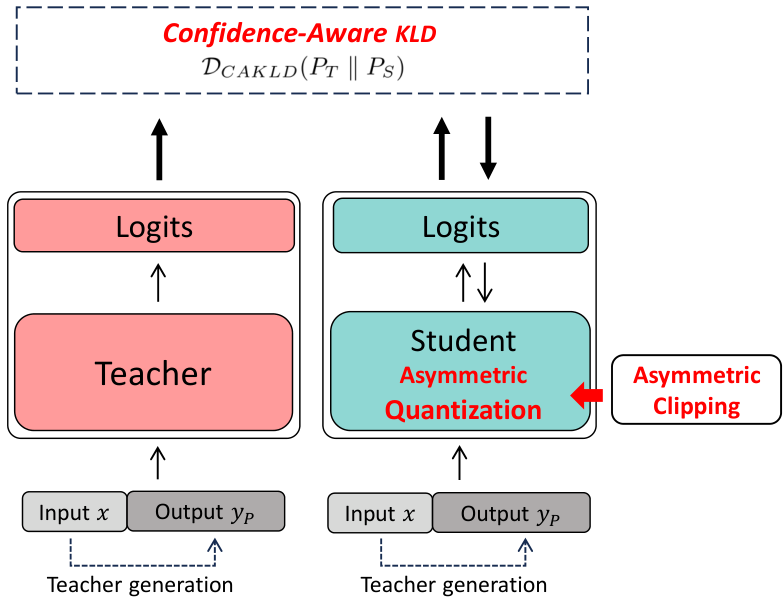 Confidence-Aware KLD
𝒟_{CAKLD}(P_T ∥ P_S)
Logits
Teacher
Input x
Output y_P
Teacher generation
Logits
Student
Asymmetric
Quantization
Asymmetric
Clipping
Input x
Output y_P
Teacher generation